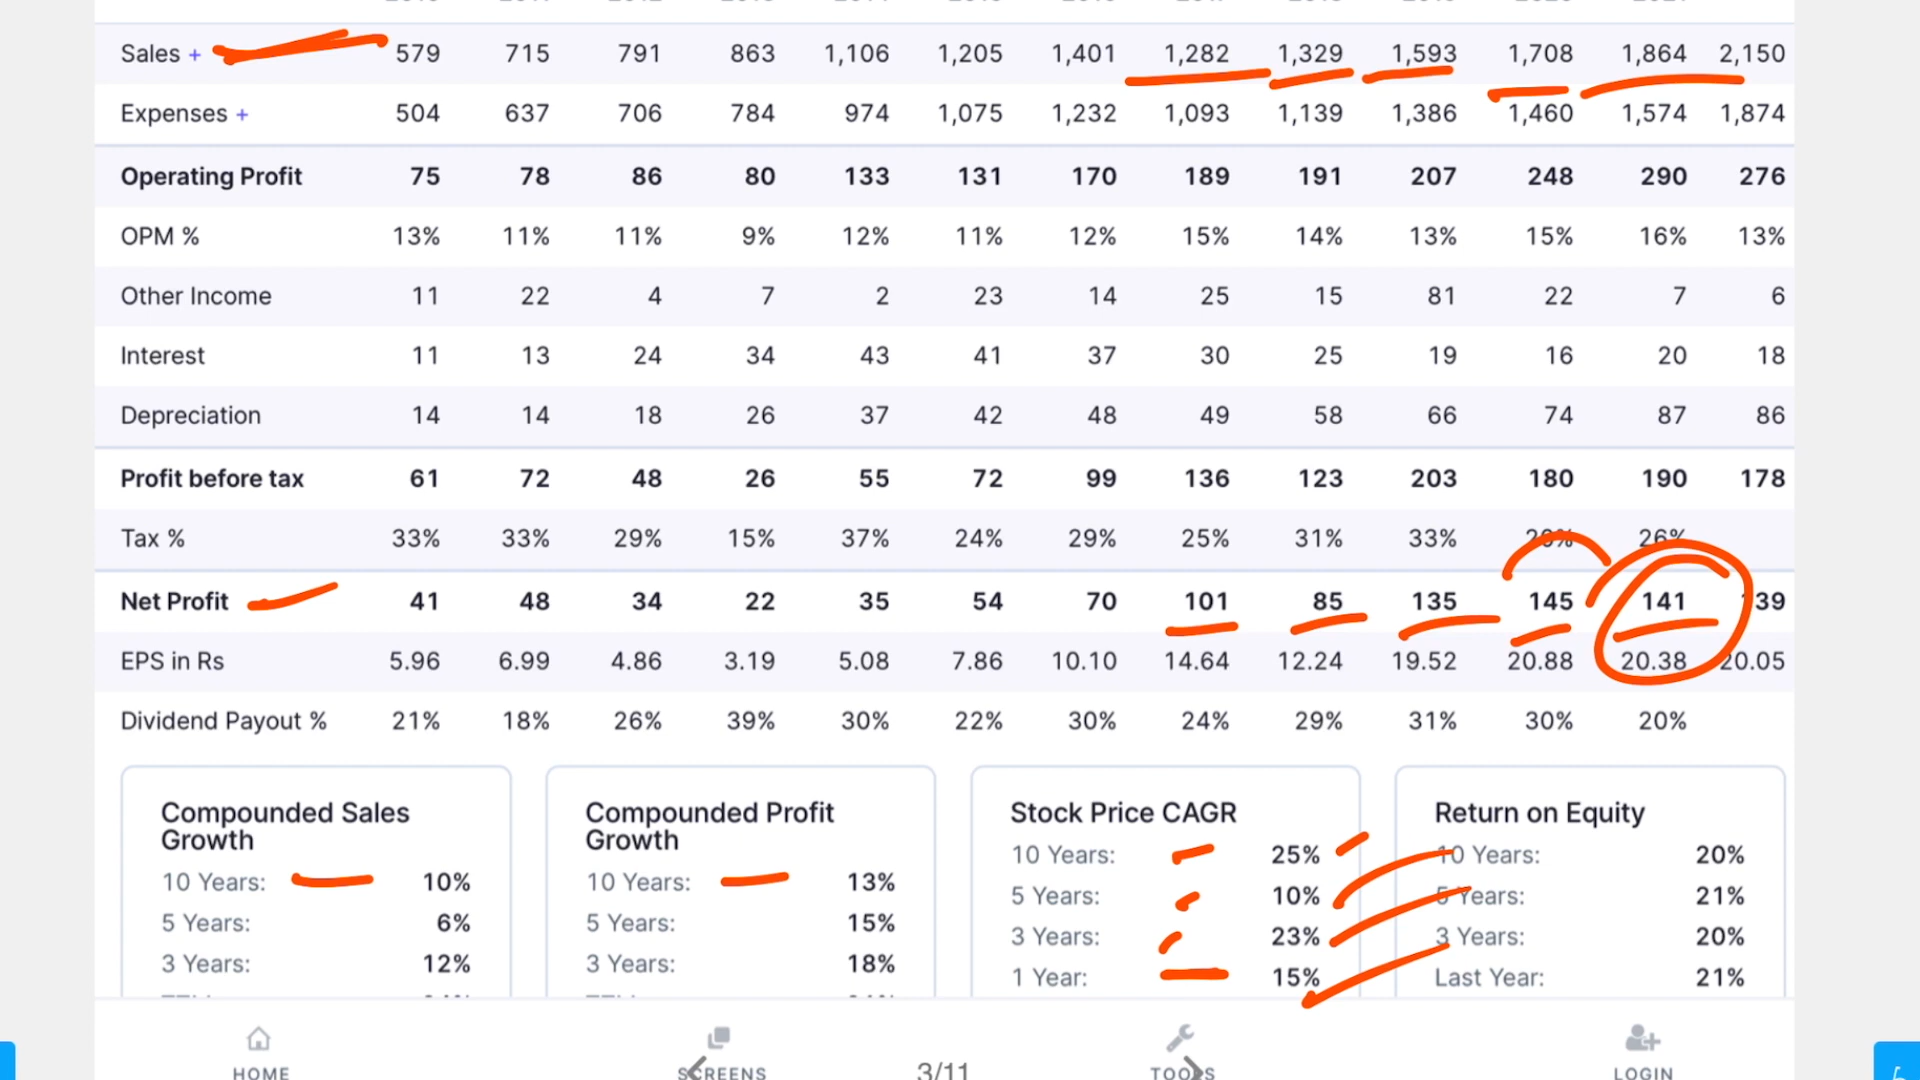 Sales + 579 715 791 863 1,106 1,205 1,401 1,282 1,329 1,593 1,708 1,864 2,150
Expenses + 504 637 706 784 974 1,075 1,232 1,093 1,139 1,386 1,460 1,574 1,874
Operating Profit 75 78 86 80 133 131 170 189 191 207 248 290 276
OPM % 13% 11% 11% 9% 12% 11% 12% 15% 14% 13% 15% 16% 13%
Other Income 11 22 4 7 2 23 14 25 15 81 22 7 6
Interest 11 13 24 34 43 41 37 30 25 19 16 20 18
Depreciation 14 14 18 26 37 42 48 49 58 66 74 87 86
Profit before tax 61 72 48 26 55 72 99 136 123 203 180 190 178
Tax % 33% 33% 29% 15% 37% 24% 29% 25% 31% 33% 26%
Net Profit 41 48 34 22 35 54 70 101 85 135 145 141
EPS in Rs 5.96 6.99 4.86 3.19 5.08 7.86 10.10 14.64 12.24 19.52 20.88 20.38 20.05
Dividend Payout % 21% 18% 26% 39% 30% 22% 30% 24% 29% 31% 30% 20%
Compounded Sales
Growth
10 Years: 10%
5 Years: 6%
3 Years: 12%
Compounded Profit
Growth
10 Years: 13%
5 Years: 15%
3 Years: 18%
Stock Price CAGR
10 Years: 25%
5 Years: 10%
3 Years: 23%
1 Year: 15%
Return on Equity
10 Years: 20%
5 Years: 21%
3 Years: 20%
Last Year: 21%
HOME SCREENS 3/11 TOOLS LOGIN